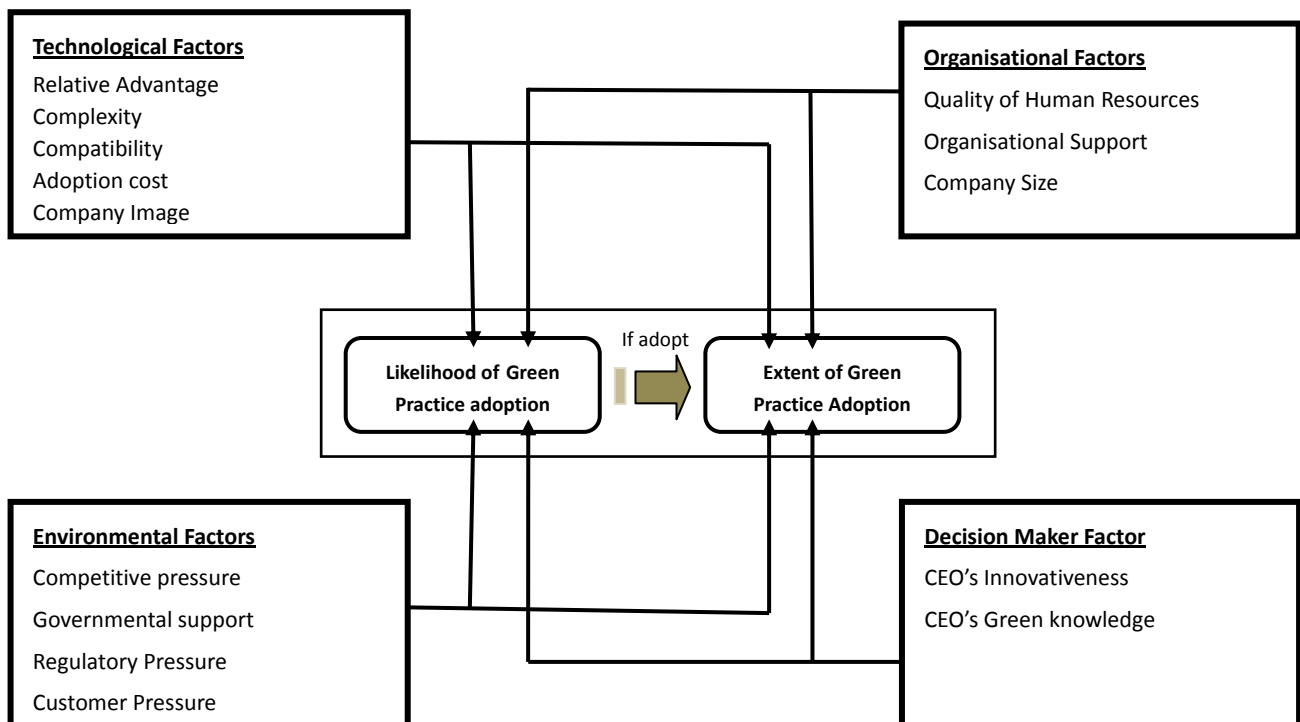 Technological Factors
Relative Advantage
Complexity
Compatibility
Adoption cost
Company Image
Organisational Factors
Quality of Human Resources
Organisational Support
Company Size
If adopt
Likelihood of Green
Practice adoption
Extent of Green
Practice Adoption
Environmental Factors
Competitive pressure
Governmental support
Regulatory Pressure
Customer Pressure
Decision Maker Factor
CEO’s Innovativeness
CEO’s Green knowledge